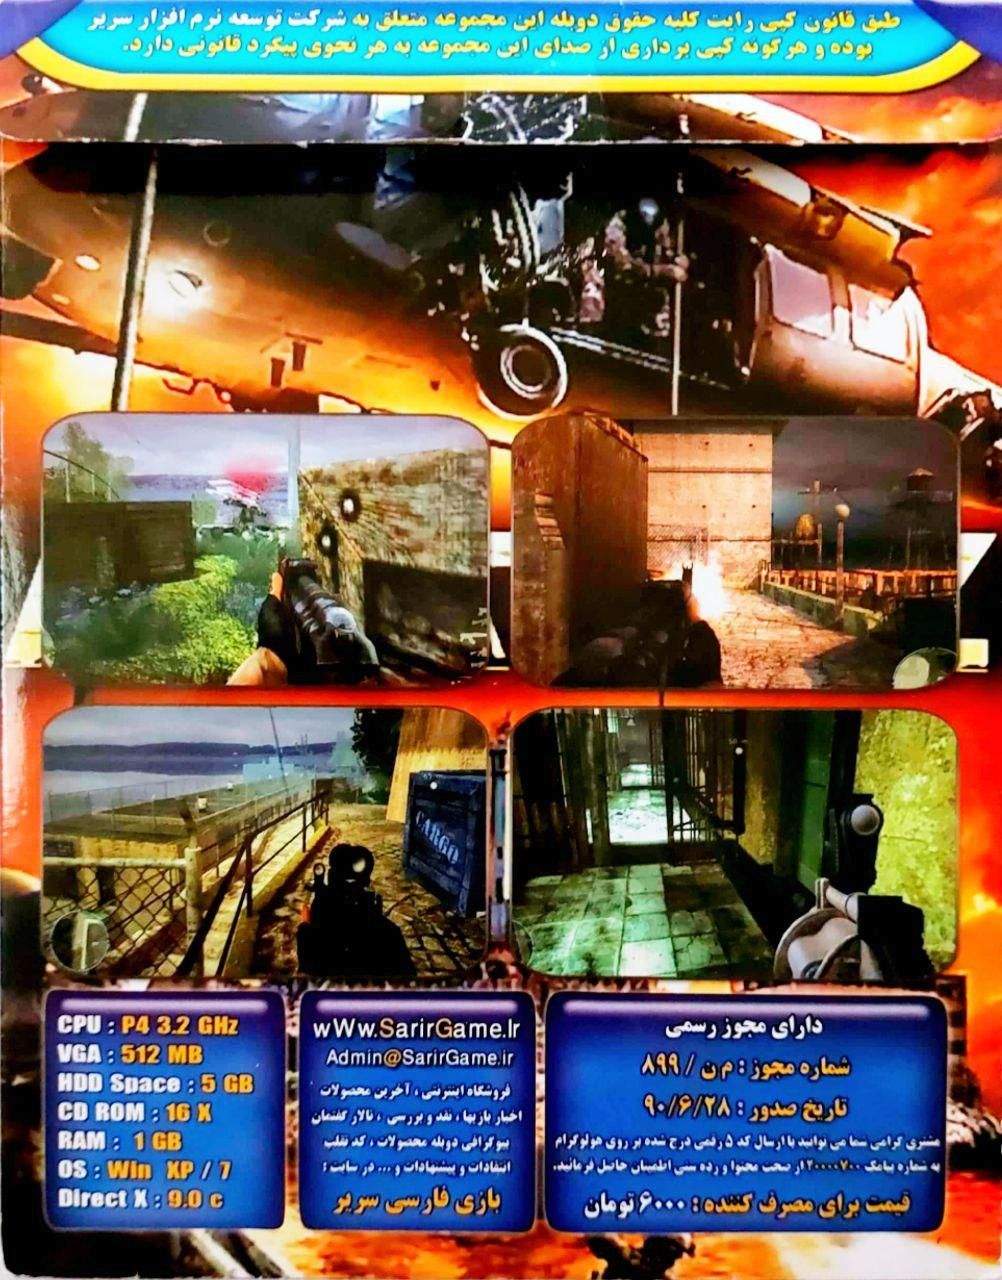 طبق قانون کپی رایت کلیه حقوق دوبله این مجموعه متعلق به شرکت توسعه نرم افزار سریر
بوده و هرگونه کپی برداری از صدای این مجموعه به هر نحوی پیگرد قانونی دارد.
CARGO
CPU : P4 3.2 GHz
VGA : 512 MB
HDD Space : 5 GB
CD ROM : 16 X
RAM : 1 GB
OS : Win XP / 7
Direct X : 9.0 c
wWw.SarirGame.Ir
Admin@SarirGame.ir
فروشگاه اینترنتی ، آخرین محصولات
اخبار بازیها ، نقد و بررسی ، تالار گفتمان
بیوگرافی دوبله محصولات ، کد تقلب
انتقادات و پیشنهادات و ... در سایت :
بازی فارسی سریر
دارای مجوز رسمی
شماره مجوز : م ن / ۸۹۹
تاریخ صدور : ۹۰/۶/۲۸
مشتری گرامی شما می توانید با ارسال کد ۵ رقمی درج شده بر روی هولوگرام
به شماره پیامک ۲۰۰۰۰۷۰۰ از صحت محتوا و رده سنی اطمینان حاصل فرمائید.
قیمت برای مصرف کننده : ۶۰۰۰ تومان